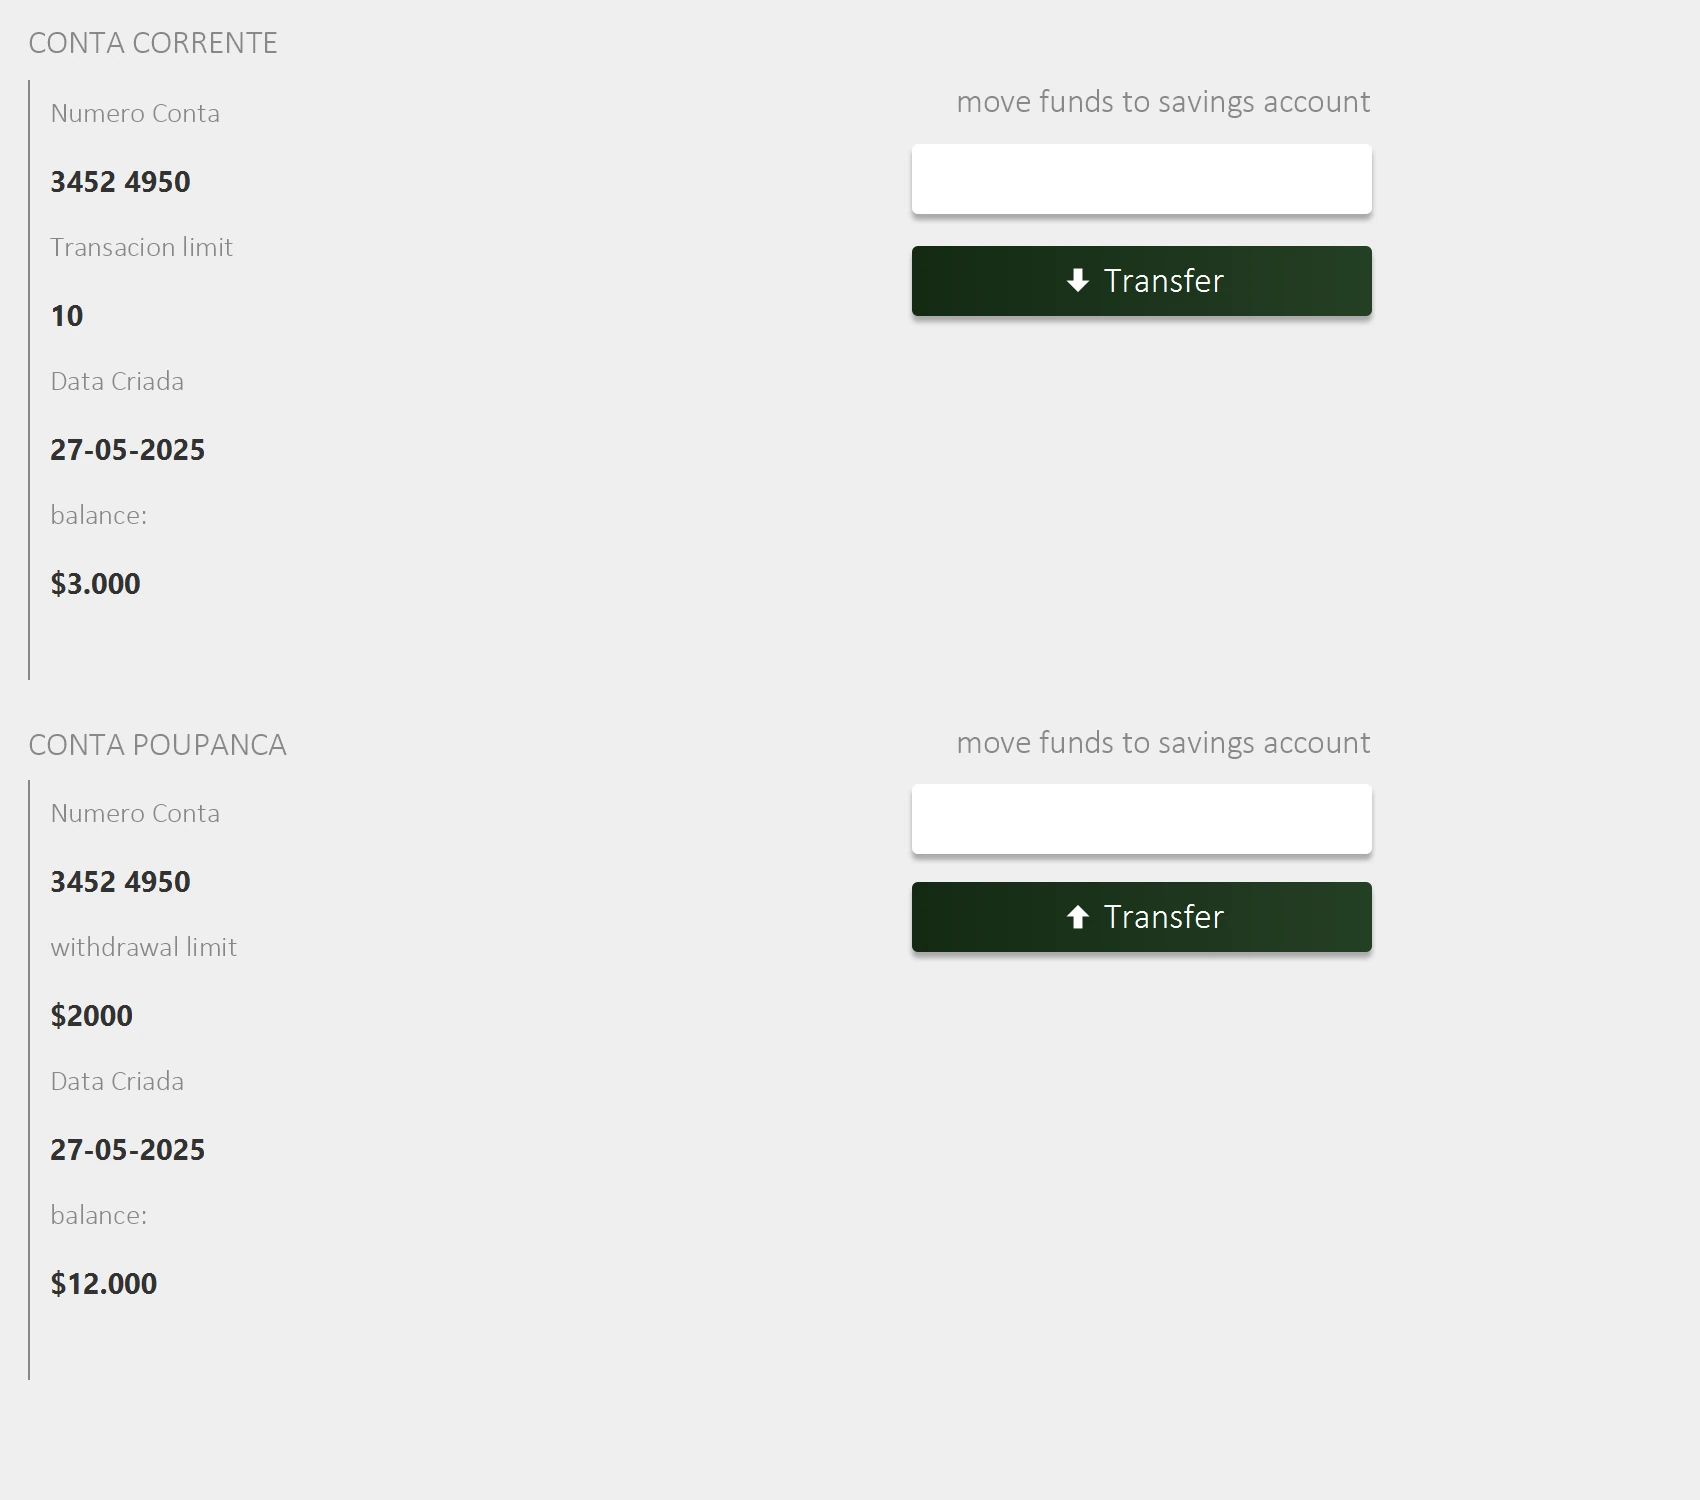 CONTA CORRENTE
Numero Conta
3452 4950
Transacion limit
10
Data Criada
27-05-2025
balance:
$3.000
move funds to savings account
Transfer
CONTA POUPANCA
Numero Conta
3452 4950
withdrawal limit
$2000
Data Criada
27-05-2025
balance:
$12.000
move funds to savings account
Transfer